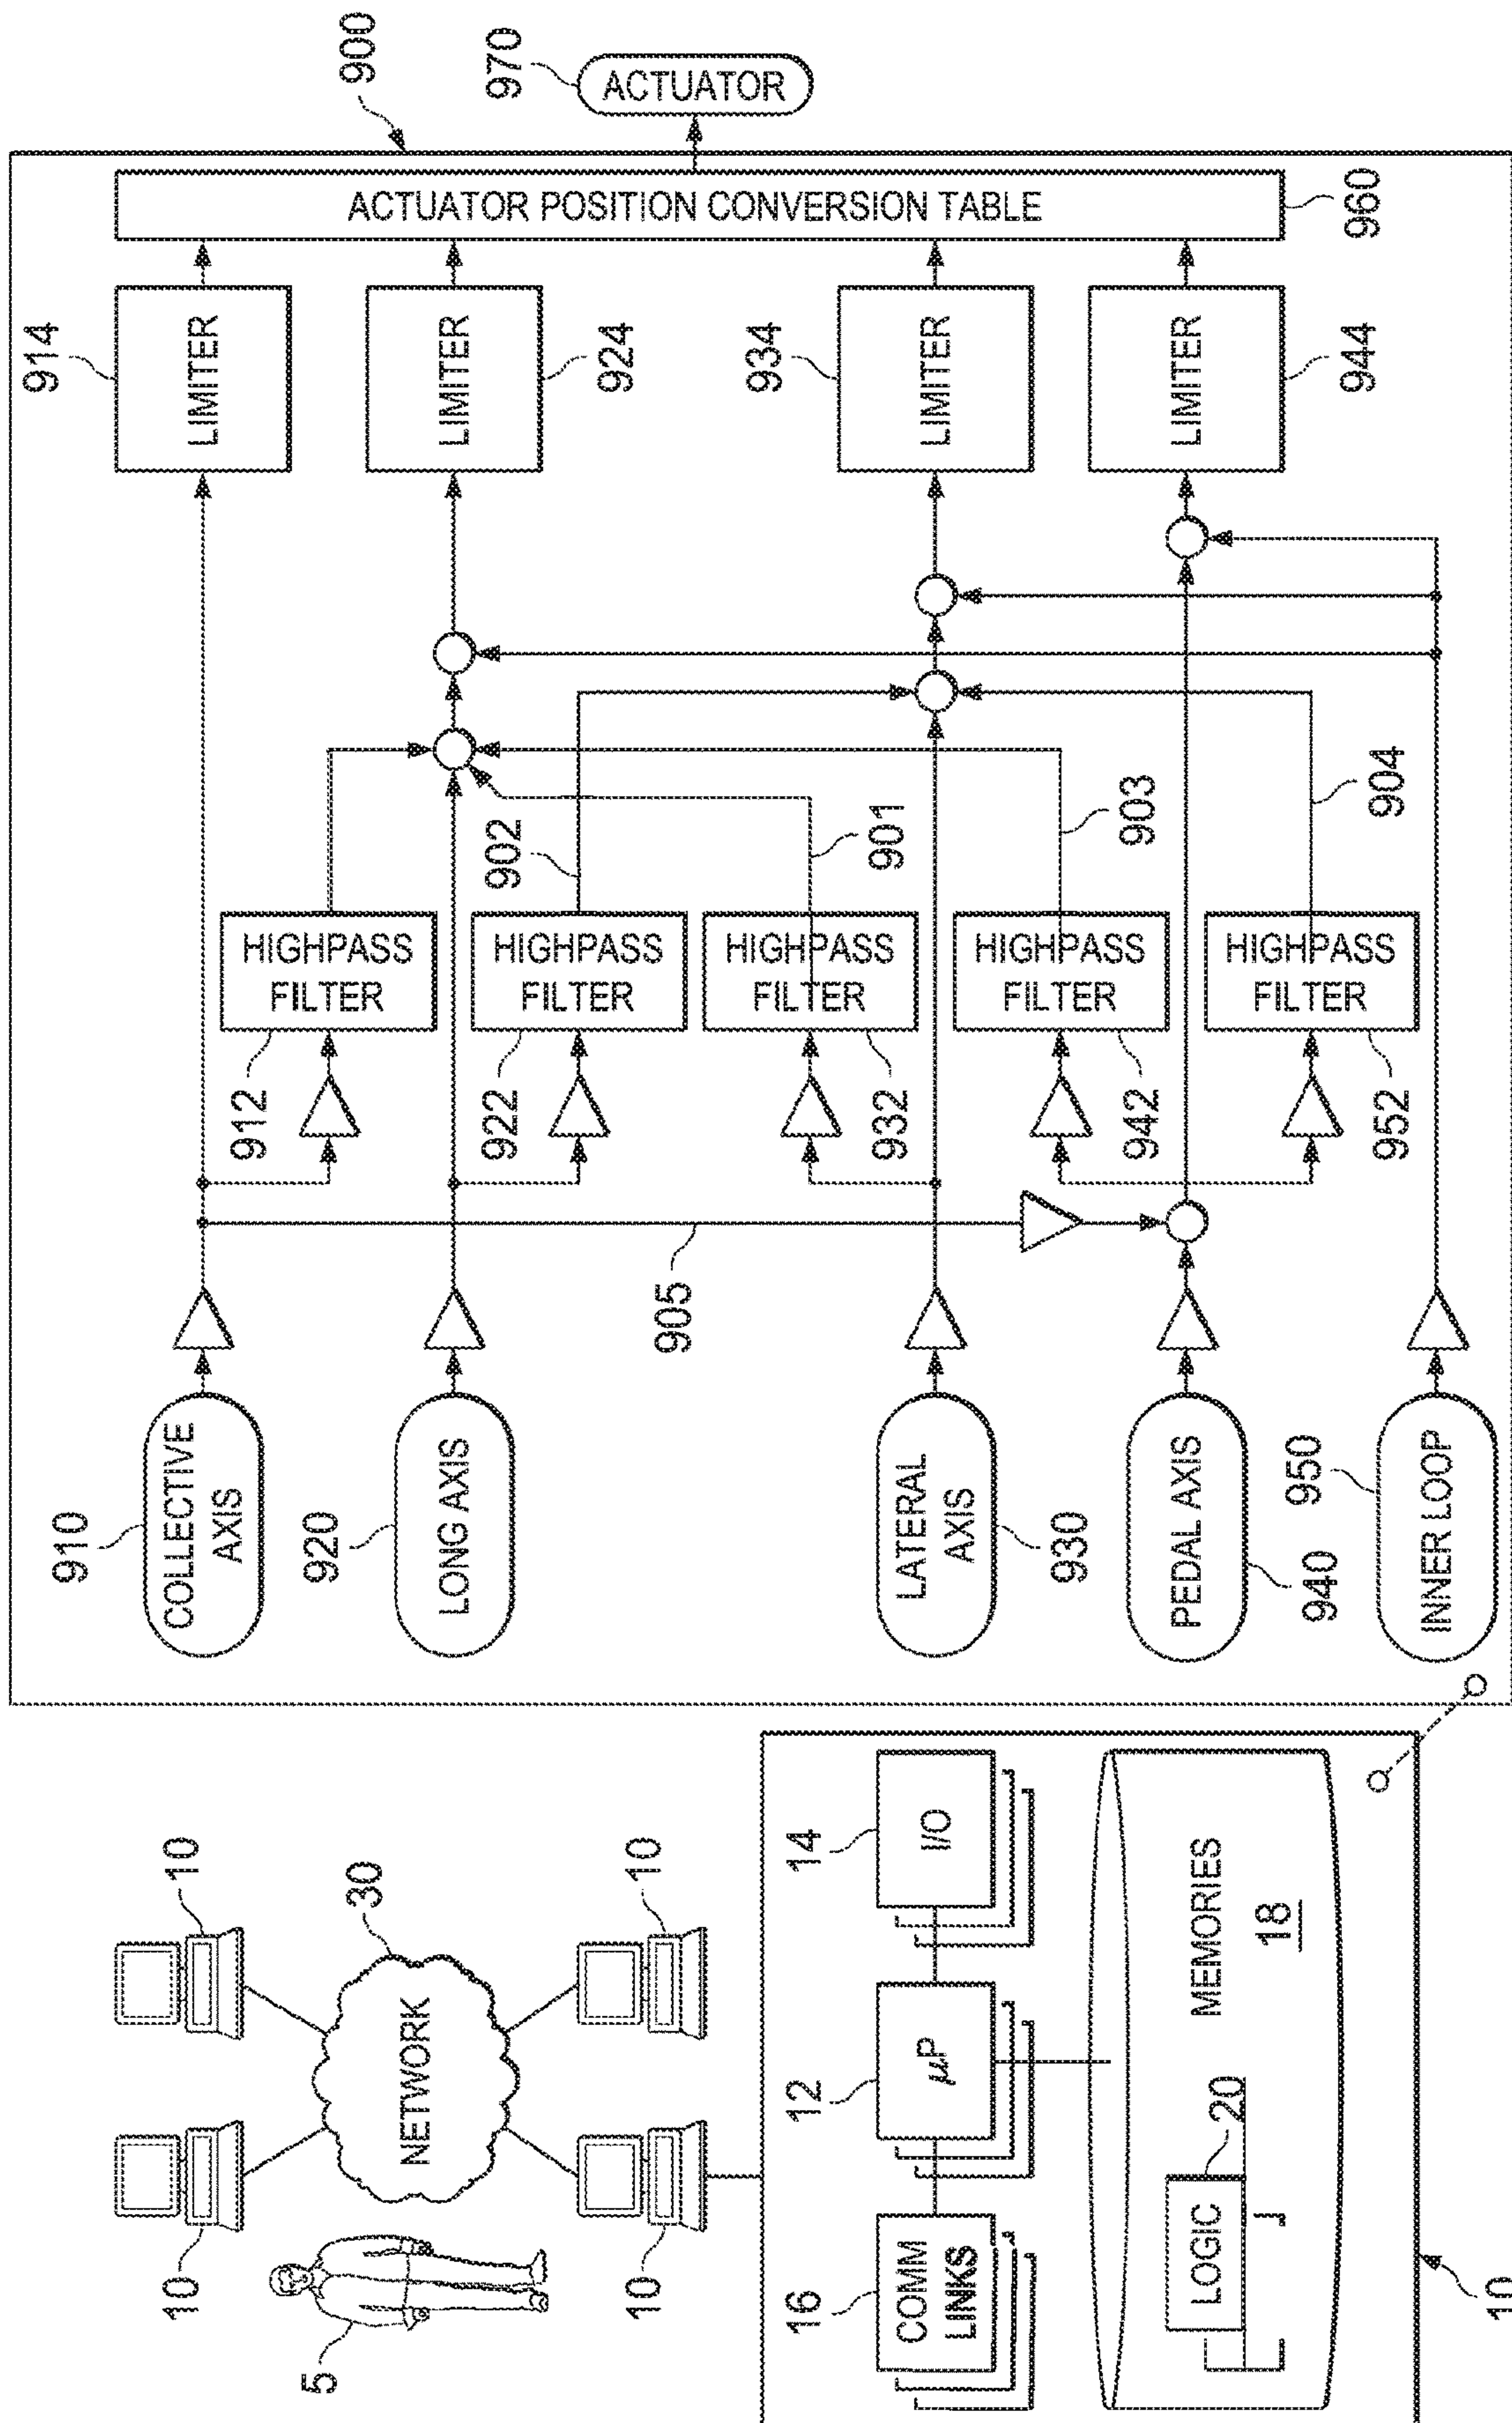 900
970
ACTUATOR
ACTUATOR POSITION CONVERSION TABLE
960
914
LIMITER
LIMITER
924
934
LIMITER
LIMITER
944
902
901
903
904
HIGHPASS
FILTER
912
HIGHPASS
FILTER
922
HIGHPASS
FILTER
932
HIGHPASS
FILTER
942
HIGHPASS
FILTER
952
905
910
COLLECTIVE
AXIS
920
LONG AXIS
LATERAL
AXIS
930
PEDAL AXIS
940
950
INNER LOOP
10
10
30
NETWORK
10
10
5
14
I/O
12
μP
16
COMM
LINKS
MEMORIES
18
20
LOGIC
10